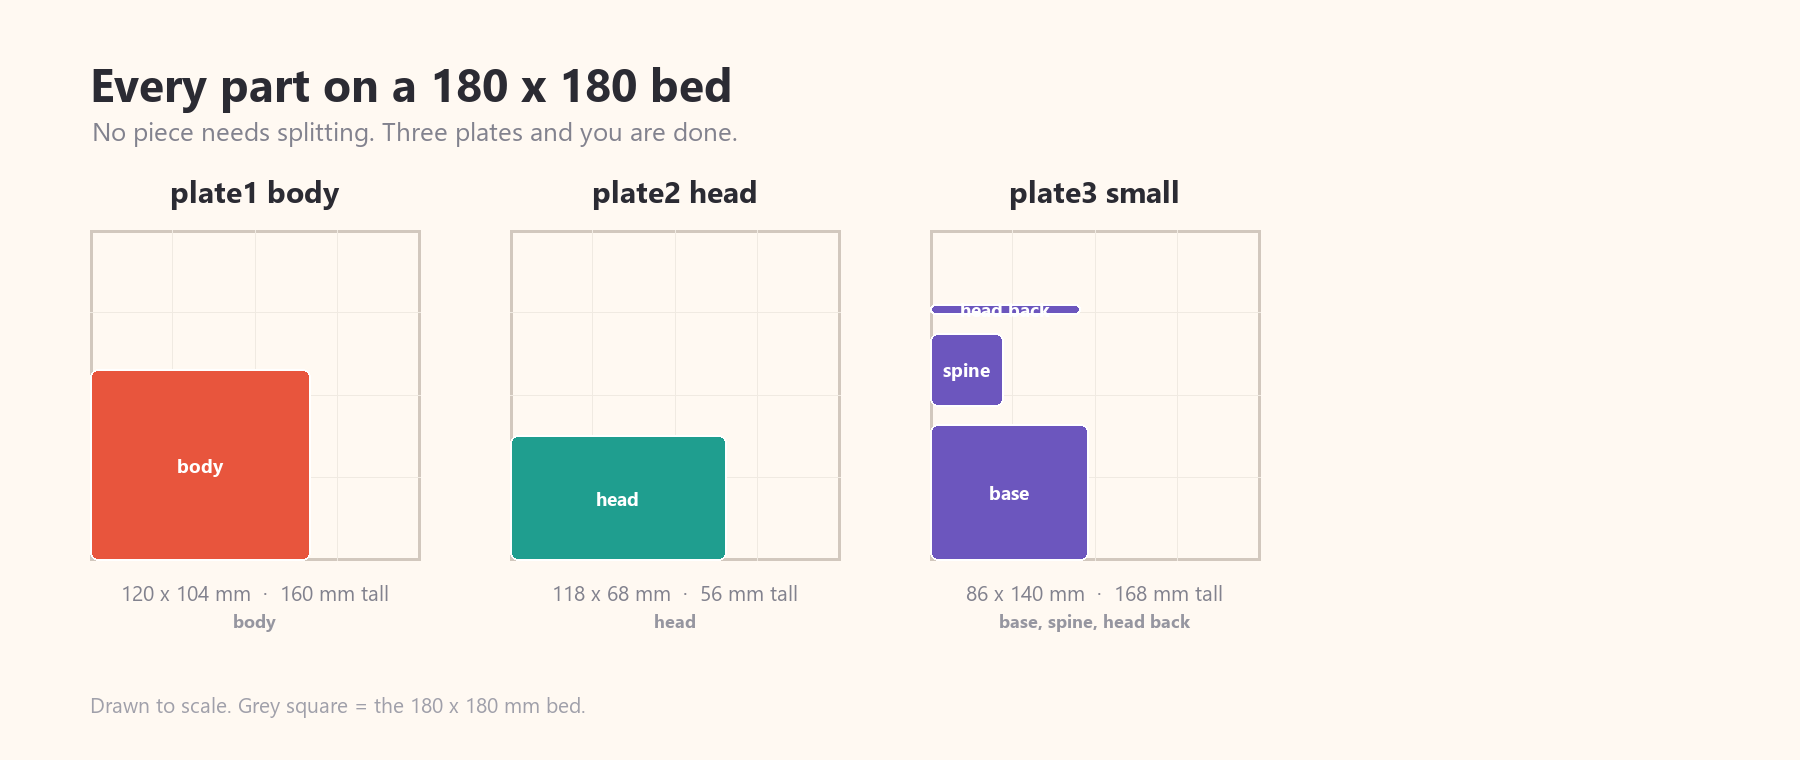 Every part on a 180 x 180 bed
No piece needs splitting. Three plates and you are done.
plate1 body
plate2 head
plate3 small
body
head
head back
spine
base
120 x 104 mm · 160 mm tall
body
118 x 68 mm · 56 mm tall
head
86 x 140 mm · 168 mm tall
base, spine, head back
Drawn to scale. Grey square = the 180 x 180 mm bed.